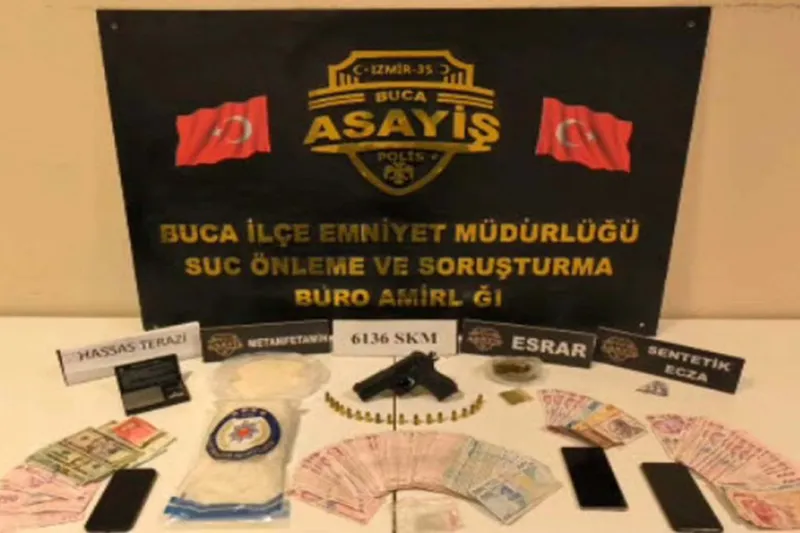 İZMİR-35
BUCA
ASAYİŞ
POLİS
BUCA İLÇE EMNİYET MÜDÜRLÜĞÜ
SUC ÖNLEME VE SORUŞTURMA
BÜRO AMİRL ĞI
HASSAS TERAZİ
METAMFETAMİN
6136 SKM
ESRAR
SENTETİK
ECZA